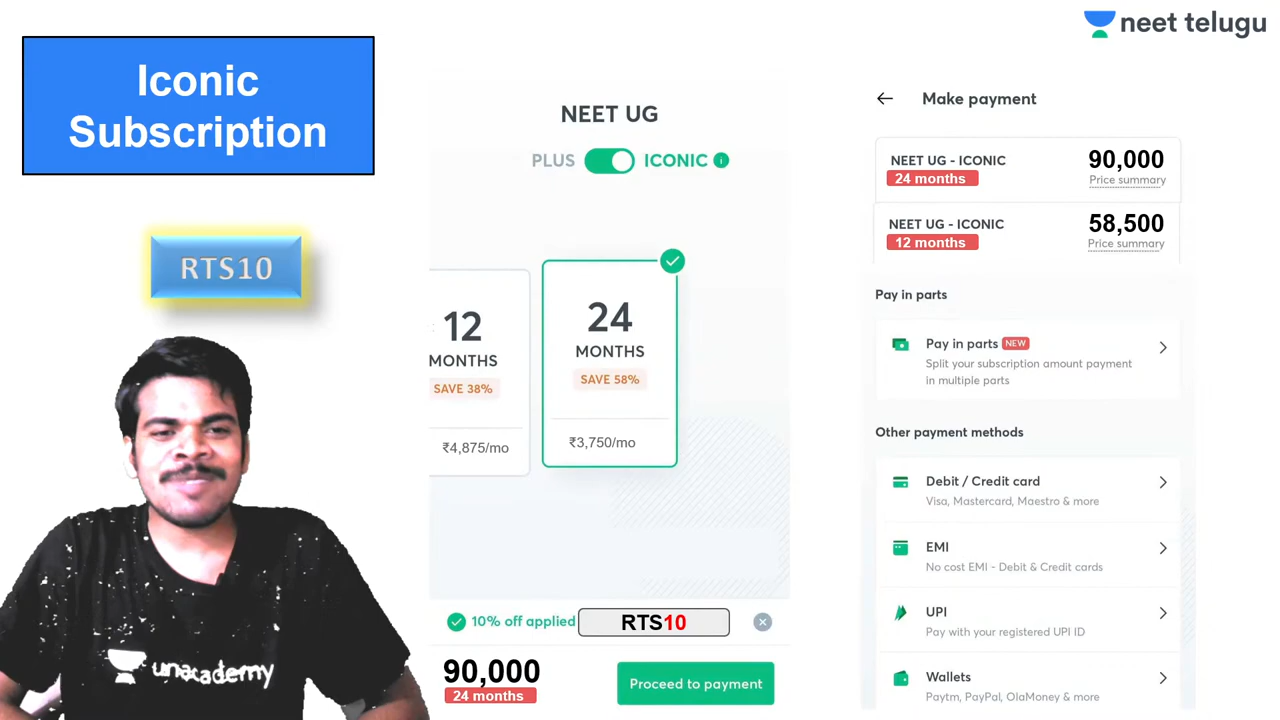 neet telugu
Iconic
Subscription
RTS10
unacademy
NEET UG
PLUS ICONIC i
12
MONTHS
SAVE 38%
₹4,875/mo
24
MONTHS
SAVE 58%
₹3,750/mo
10% off applied RTS10
90,000
24 months
Proceed to payment
Make payment
NEET UG - ICONIC 90,000
24 months Price summary
NEET UG - ICONIC 58,500
12 months Price summary
Pay in parts
Pay in parts NEW
Split your subscription amount payment
in multiple parts
Other payment methods
Debit / Credit card
Visa, Mastercard, Maestro & more
EMI
No cost EMI - Debit & Credit cards
UPI
Pay with your registered UPI ID
Wallets
Paytm, PayPal, OlaMoney & more